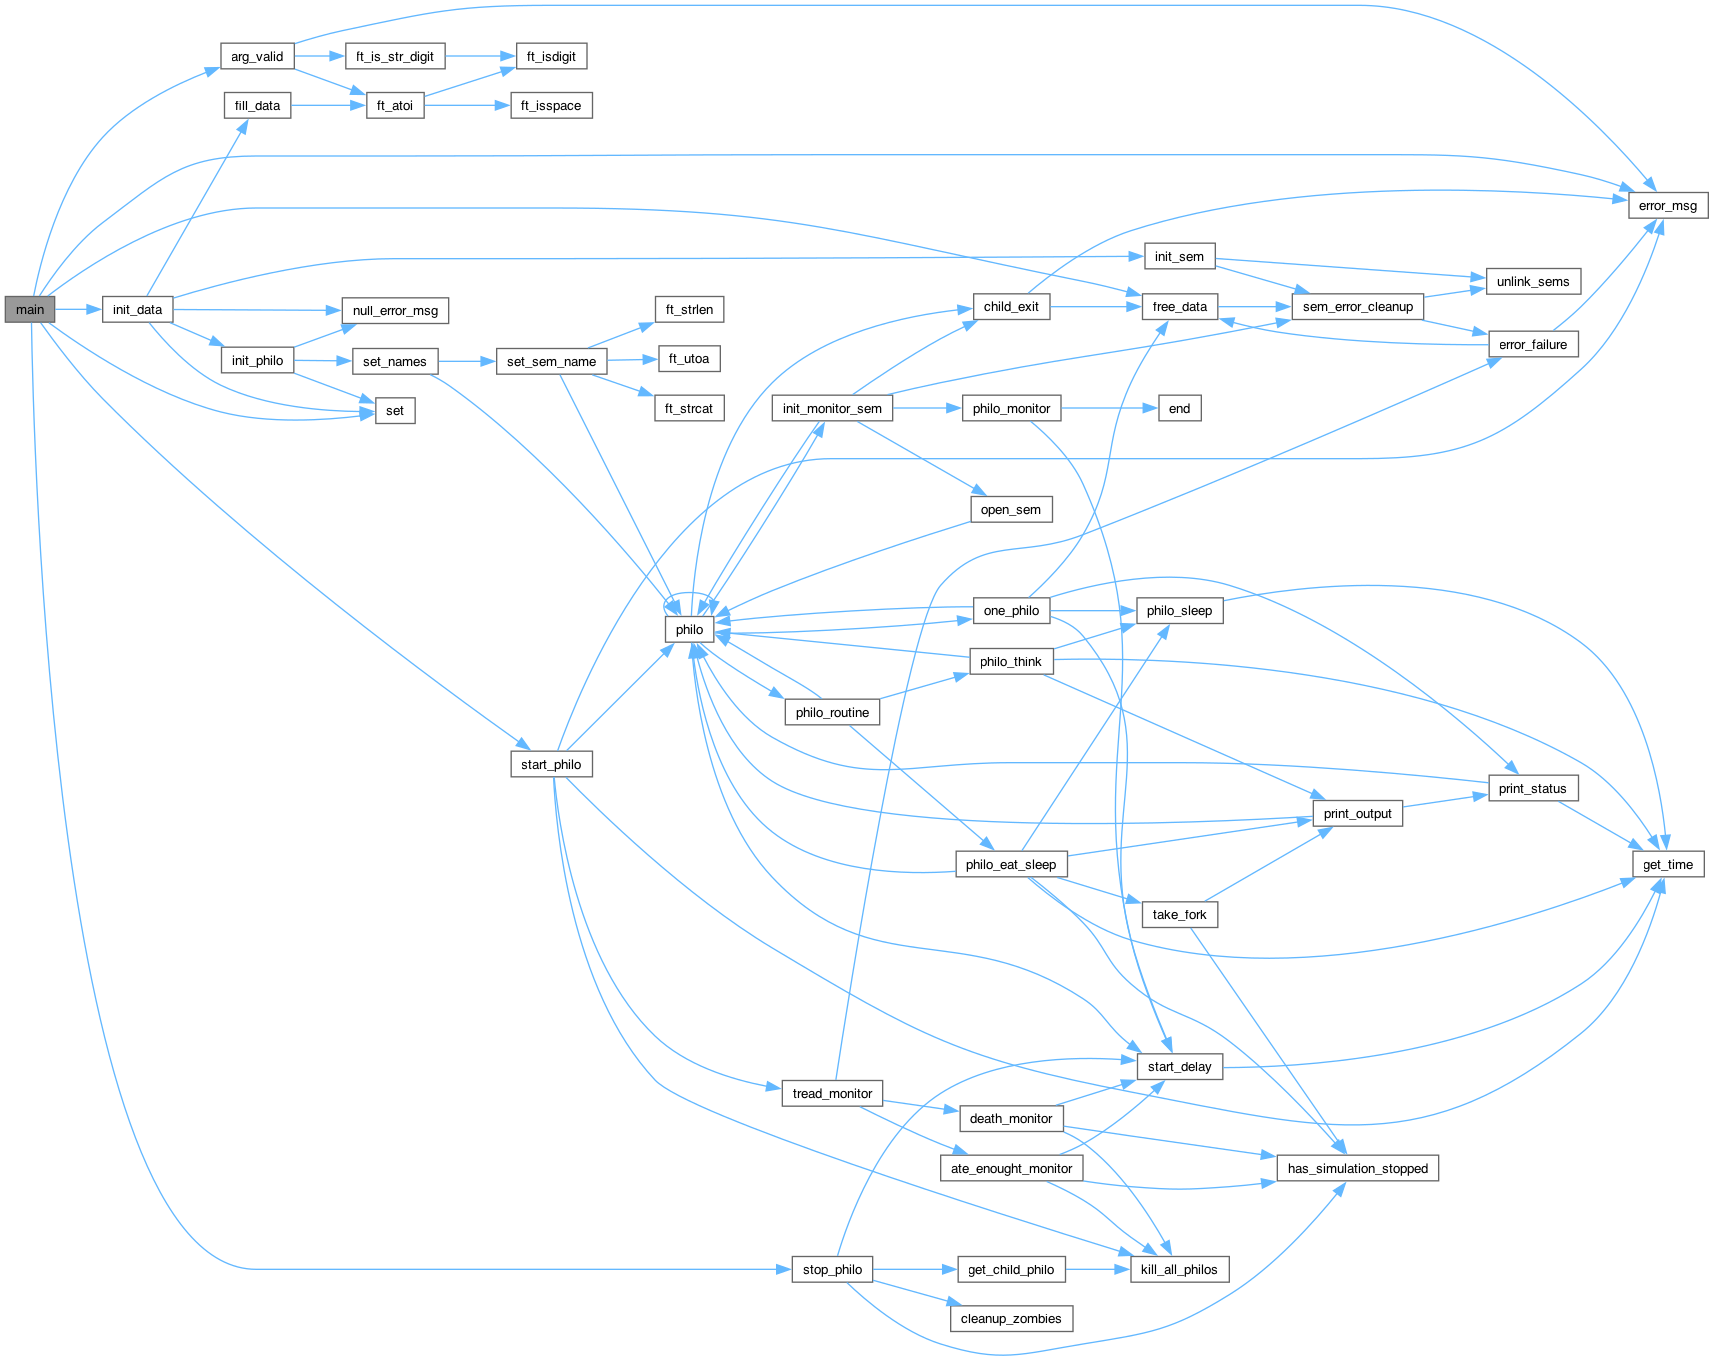 arg_valid
ft_is_str_digit
ft_isdigit
fill_data
ft_atoi
ft_isspace
error_msg
init_sem
unlink_sems
main
init_data
null_error_msg
ft_strlen
child_exit
free_data
sem_error_cleanup
error_failure
init_philo
set_names
set_sem_name
ft_utoa
set
ft_strcat
init_monitor_sem
philo_monitor
end
open_sem
one_philo
philo_sleep
philo
philo_think
philo_routine
start_philo
print_status
print_output
philo_eat_sleep
get_time
take_fork
start_delay
tread_monitor
death_monitor
ate_enought_monitor
has_simulation_stopped
stop_philo
get_child_philo
kill_all_philos
cleanup_zombies